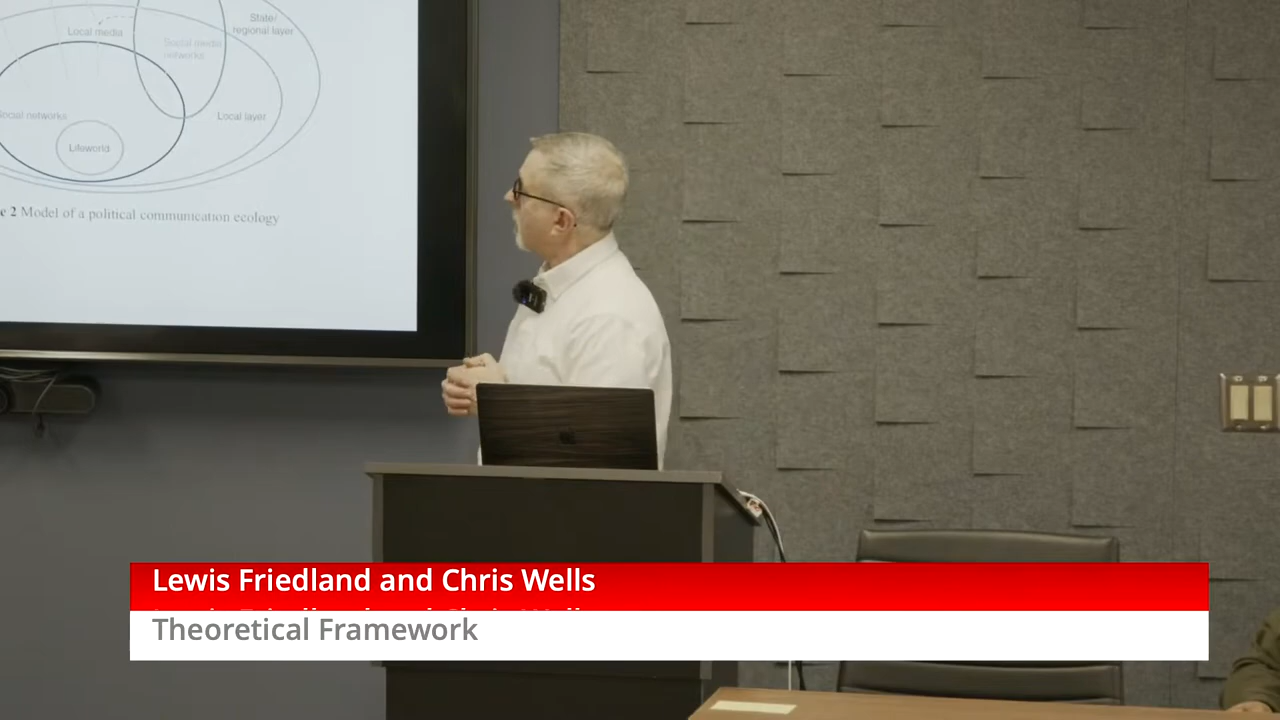 State/
regional layer
Local media
Social media
networks
Social networks
Local layer
Lifeworld
e 2 Model of a political communication ecology
Lewis Friedland and Chris Wells
Theoretical Framework